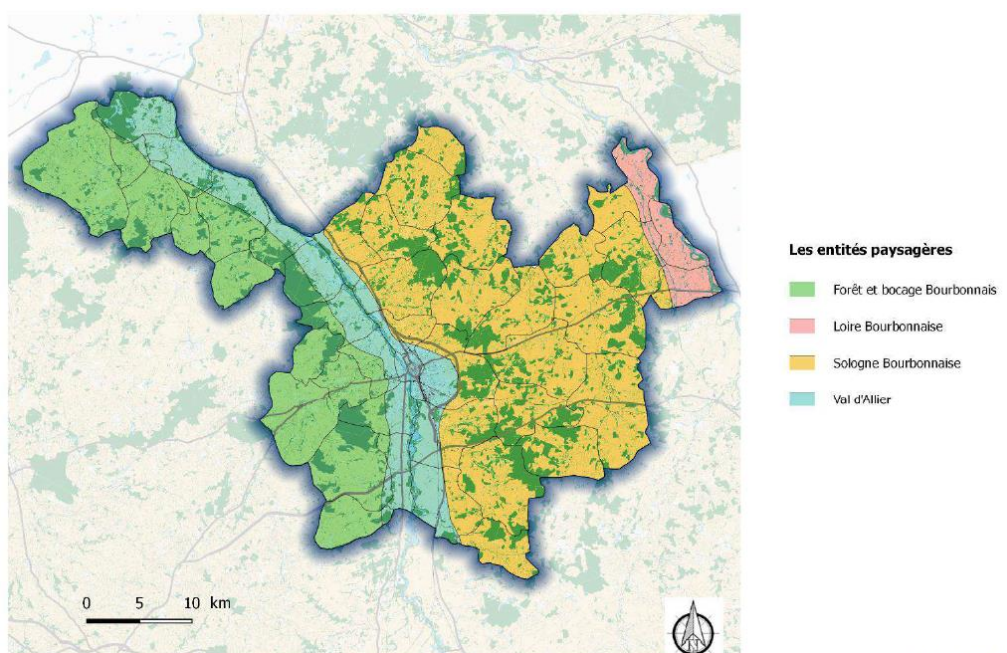 Les entités paysagères
Forêt et bocage Bourbonnais
Loire Bourbonnaise
Sologne Bourbonnaise
Val d'Allier
0 5 10 km
N